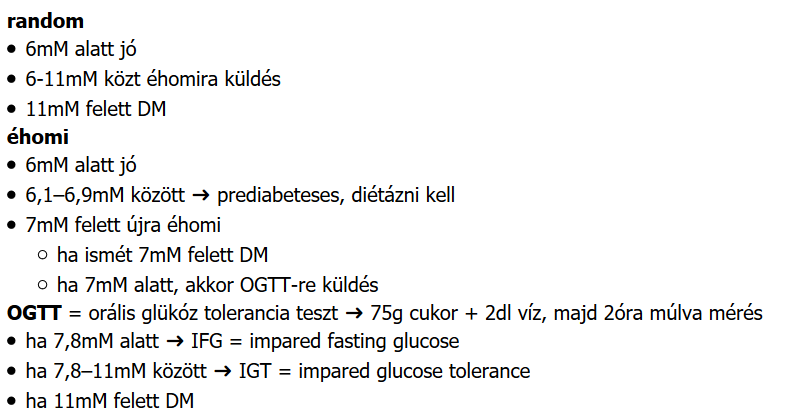 random
• 6mM alatt jó
• 6-11mM közt éhomira küldés
• 11mM felett DM
éhomi
• 6mM alatt jó
• 6,1–6,9mM között → prediabeteses, diétázni kell
• 7mM felett újra éhomi
○ ha ismét 7mM felett DM
○ ha 7mM alatt, akkor OGTT-re küldés
OGTT = orális glükóz tolerancia teszt → 75g cukor + 2dl víz, majd 2óra múlva mérés
• ha 7,8mM alatt → IFG = impared fasting glucose
• ha 7,8–11mM között → IGT = impared glucose tolerance
• ha 11mM felett DM